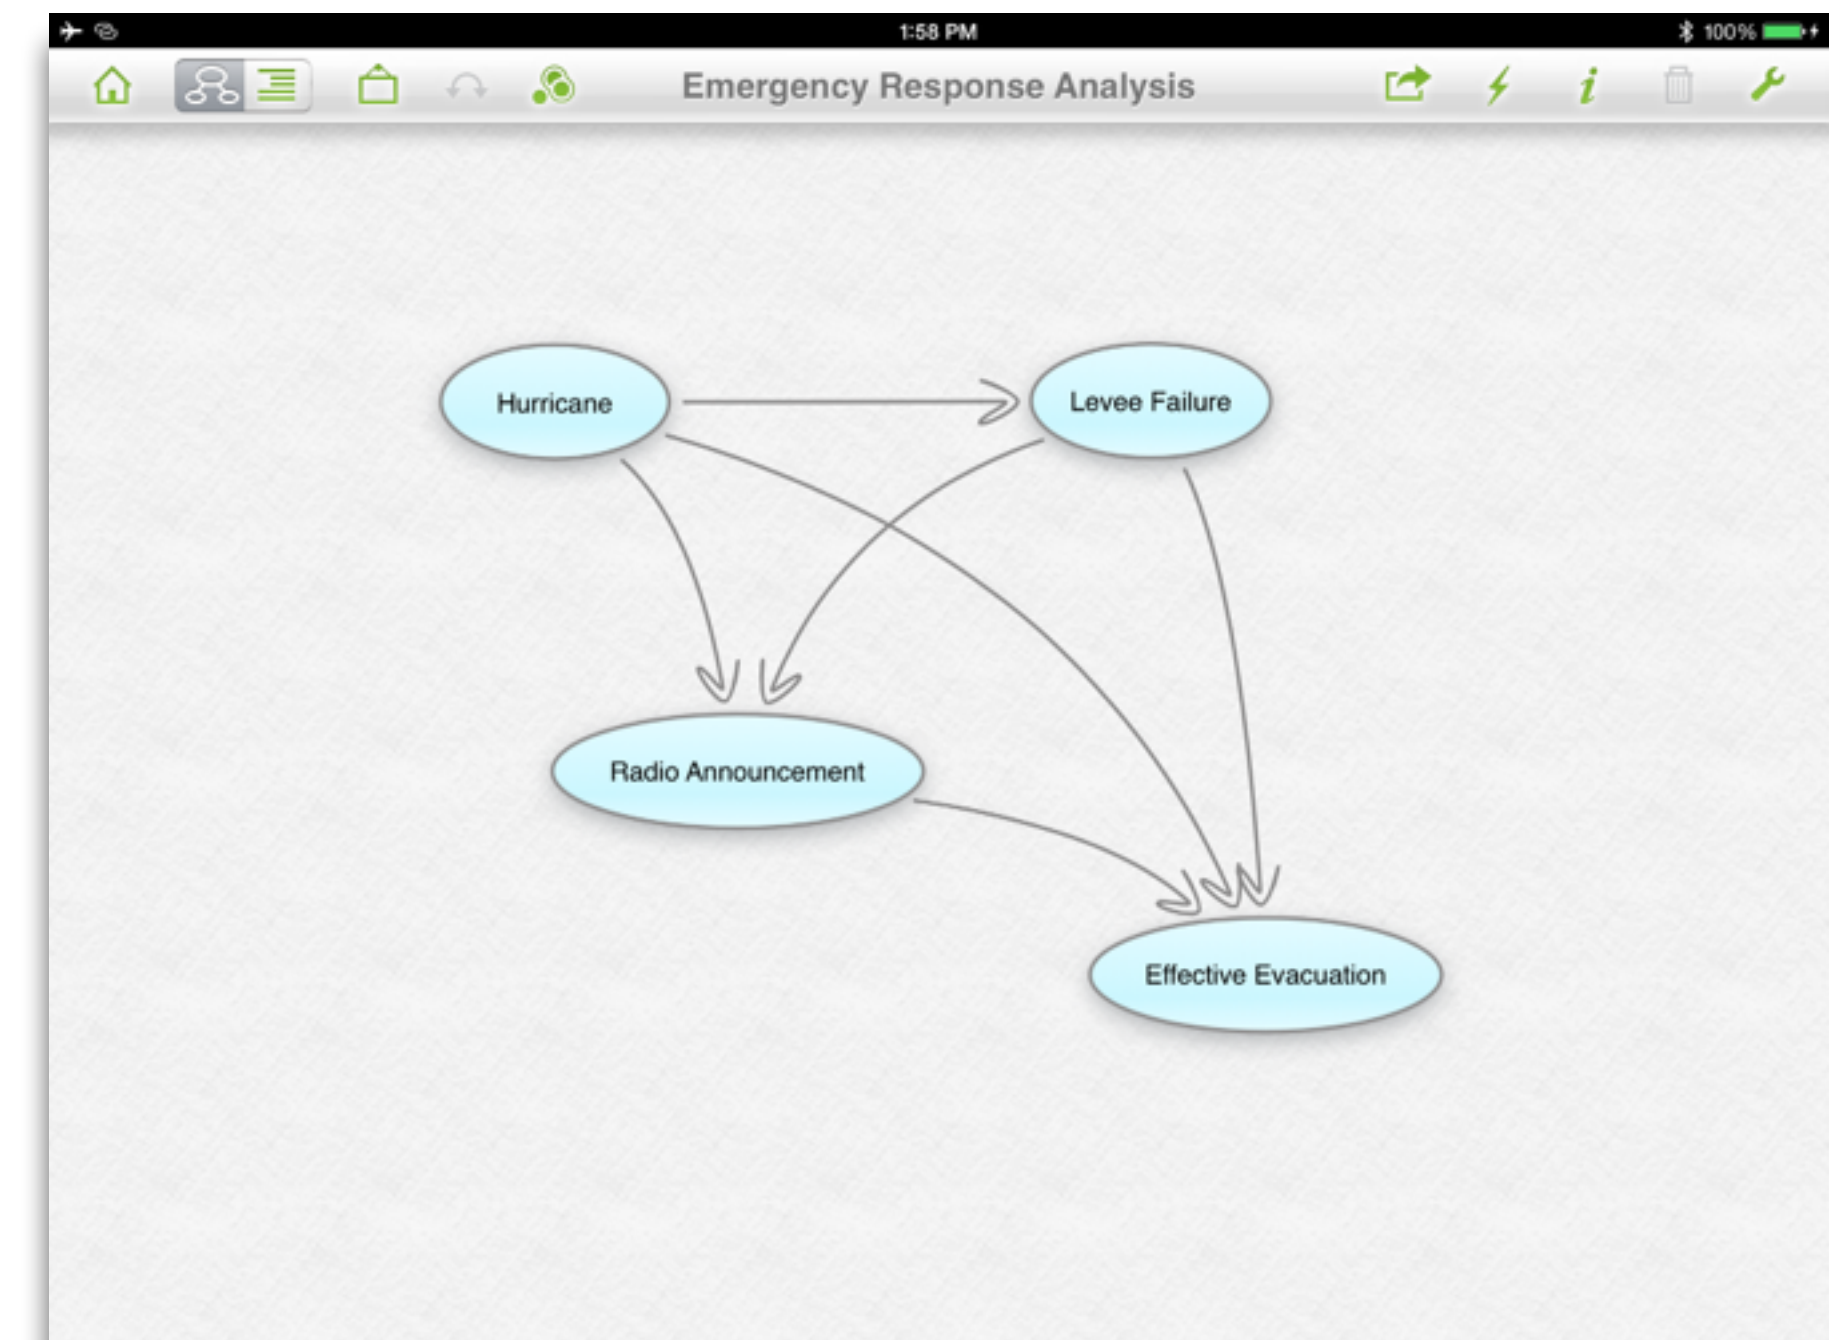 1:58 PM
100%
Emergency Response Analysis
Hurricane
Levee Failure
Radio Announcement
Effective Evacuation